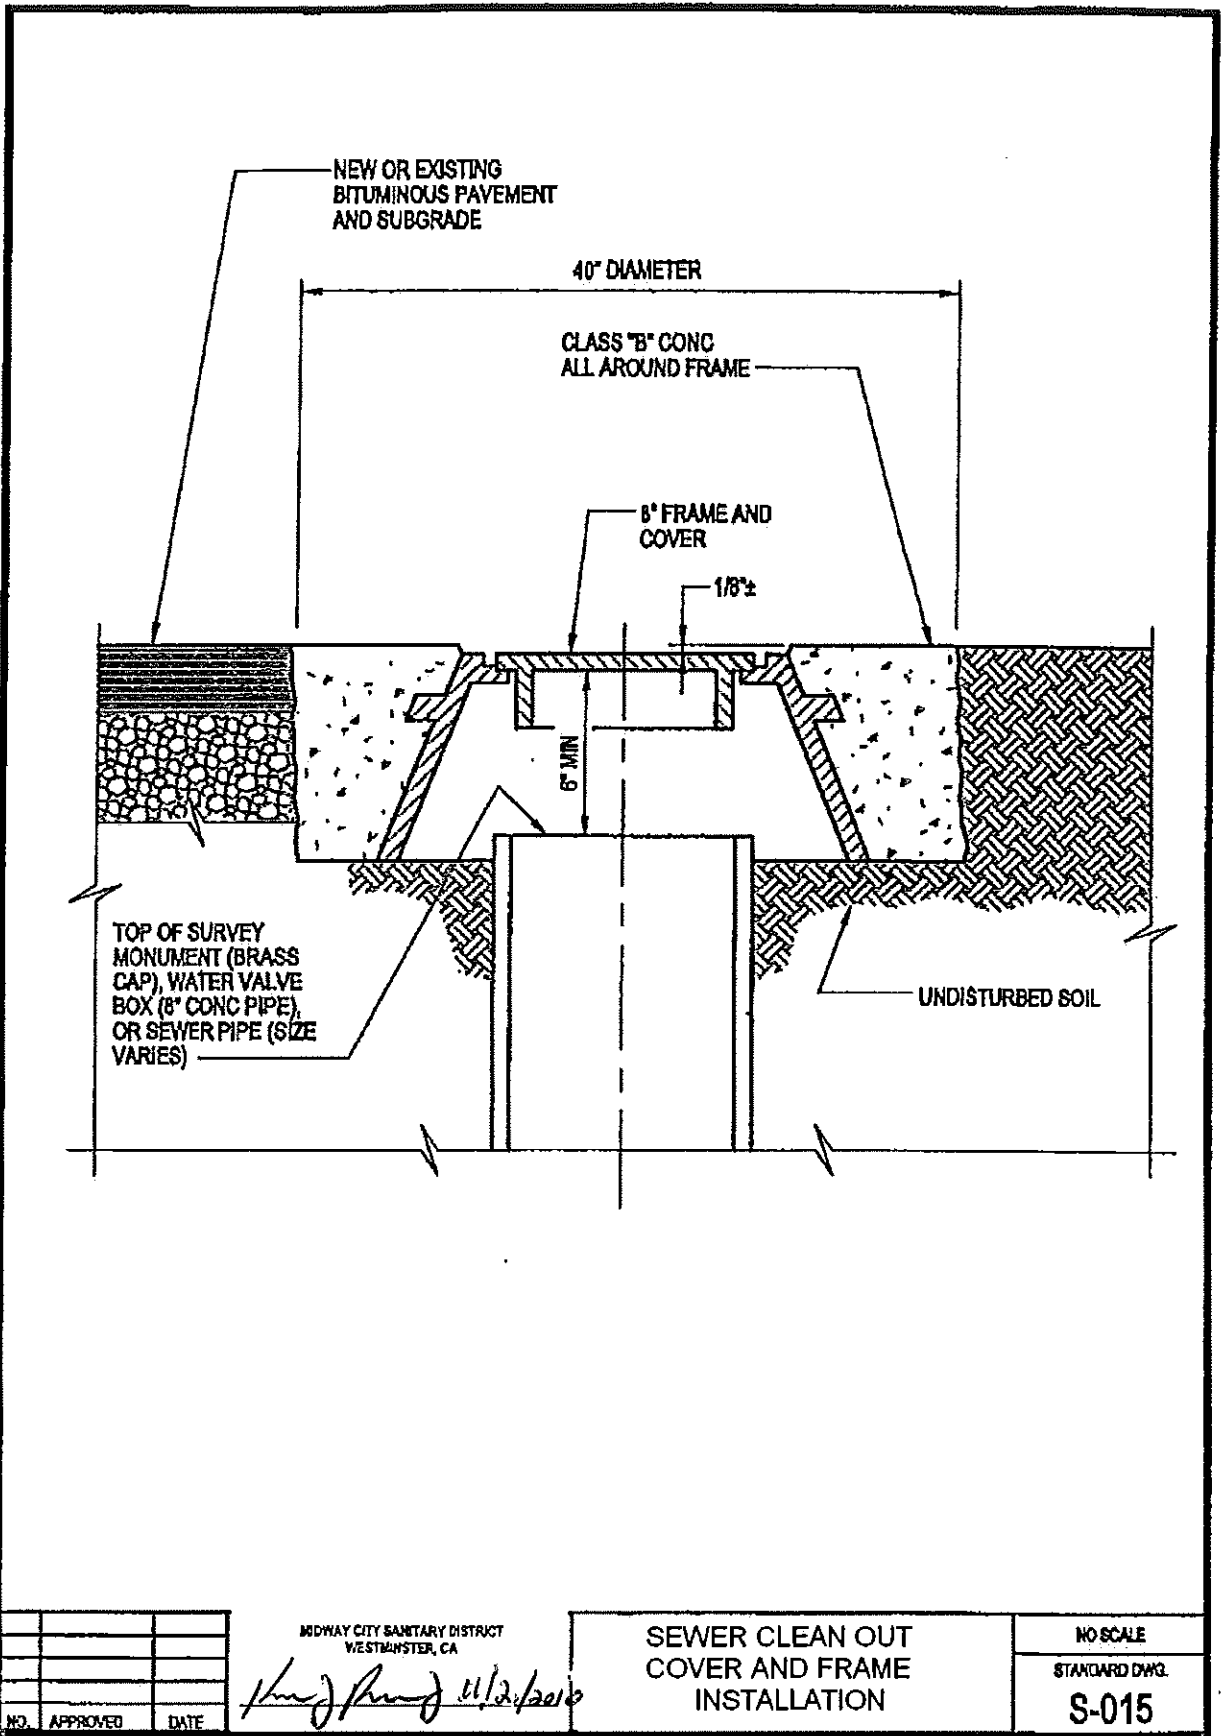 NEW OR EXISTING
BITUMINOUS PAVEMENT
AND SUBGRADE
40" DIAMETER
CLASS "B" CONC
ALL AROUND FRAME
8" FRAME AND
COVER
1/8"±
6" MIN
TOP OF SURVEY
MONUMENT (BRASS
CAP), WATER VALVE
BOX (8" CONC PIPE),
OR SEWER PIPE (SIZE
VARIES)
UNDISTURBED SOIL
NO. APPROVED DATE
MIDWAY CITY SANITARY DISTRICT
WESTMINSTER, CA
SEWER CLEAN OUT
COVER AND FRAME
INSTALLATION
NO SCALE
STANDARD DWG.
S-015